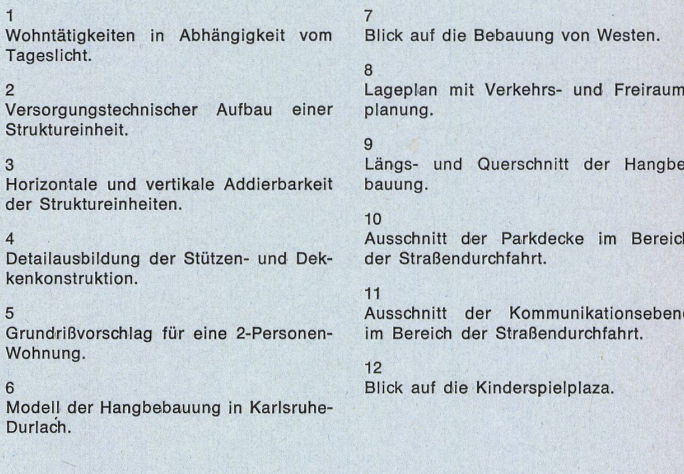 1
Wohntätigkeiten in Abhängigkeit vom
Tageslicht.
2
Versorgungstechnischer Aufbau einer
Struktureinheit.
3
Horizontale und vertikale Addierbarkeit
der Struktureinheiten.
4
Detailausbildung der Stützen- und Dek-
kenkonstruktion.
5
Grundrißvorschlag für eine 2-Personen-
Wohnung.
6
Modell der Hangbebauung in Karlsruhe-
Durlach.
7
Blick auf die Bebauung von Westen.
8
Lageplan mit Verkehrs- und Freiraum
planung.
9
Längs- und Querschnitt der Hangbe
bauung.
10
Ausschnitt der Parkdecke im Bereich
der Straßendurchfahrt.
11
Ausschnitt der Kommunikationsebene
im Bereich der Straßendurchfahrt.
12
Blick auf die Kinderspielplaza.